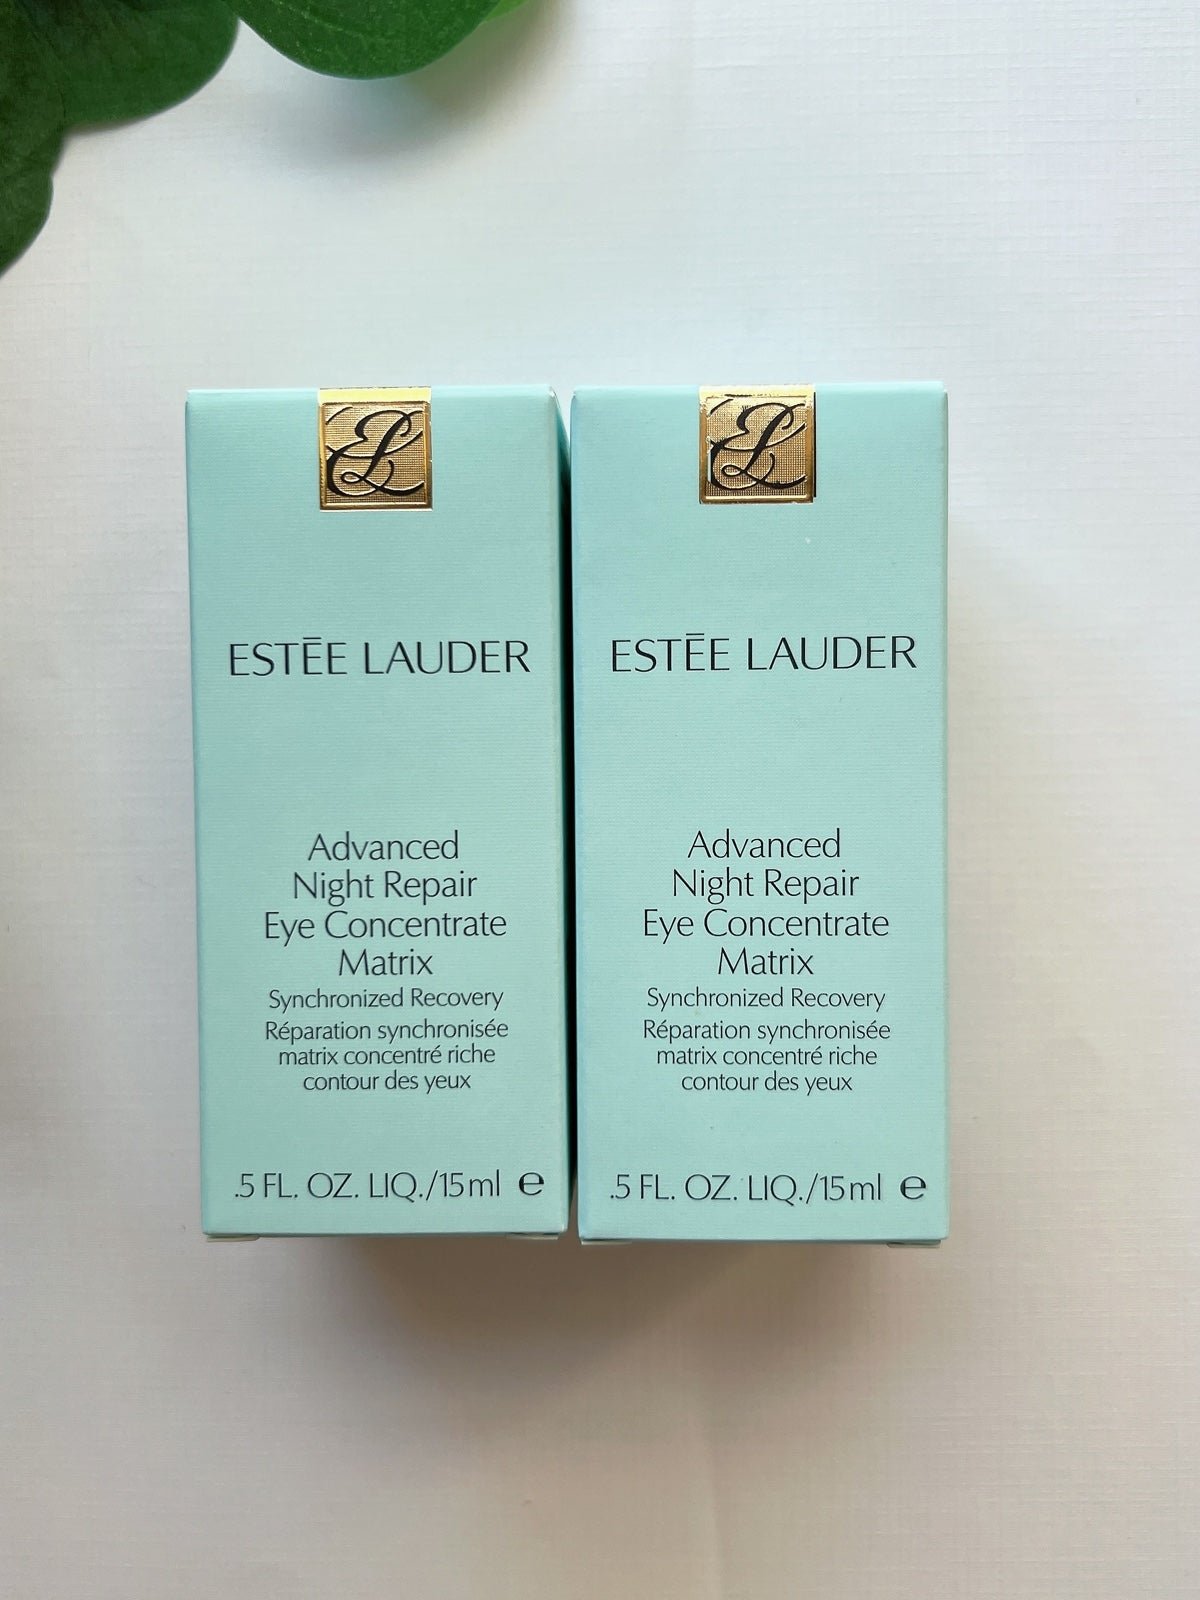 EL
ESTĒE LAUDER
Advanced
Night Repair
Eye Concentrate
Matrix
Synchronized Recovery
Réparation synchronisée
matrix concentré riche
contour des yeux
.5 FL. OZ. LIQ./15ml ℮
EL
ESTĒE LAUDER
Advanced
Night Repair
Eye Concentrate
Matrix
Synchronized Recovery
Réparation synchronisée
matrix concentré riche
contour des yeux
.5 FL. OZ. LIQ./15ml ℮